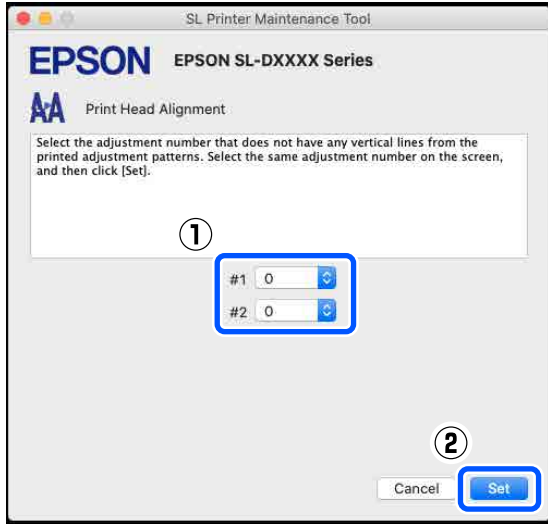 SL Printer Maintenance Tool
EPSON EPSON SL-DXXXX Series
Print Head Alignment
Select the adjustment number that does not have any vertical lines from the
printed adjustment patterns. Select the same adjustment number on the screen,
and then click [Set].
①
#1 0
#2 0
②
Cancel Set